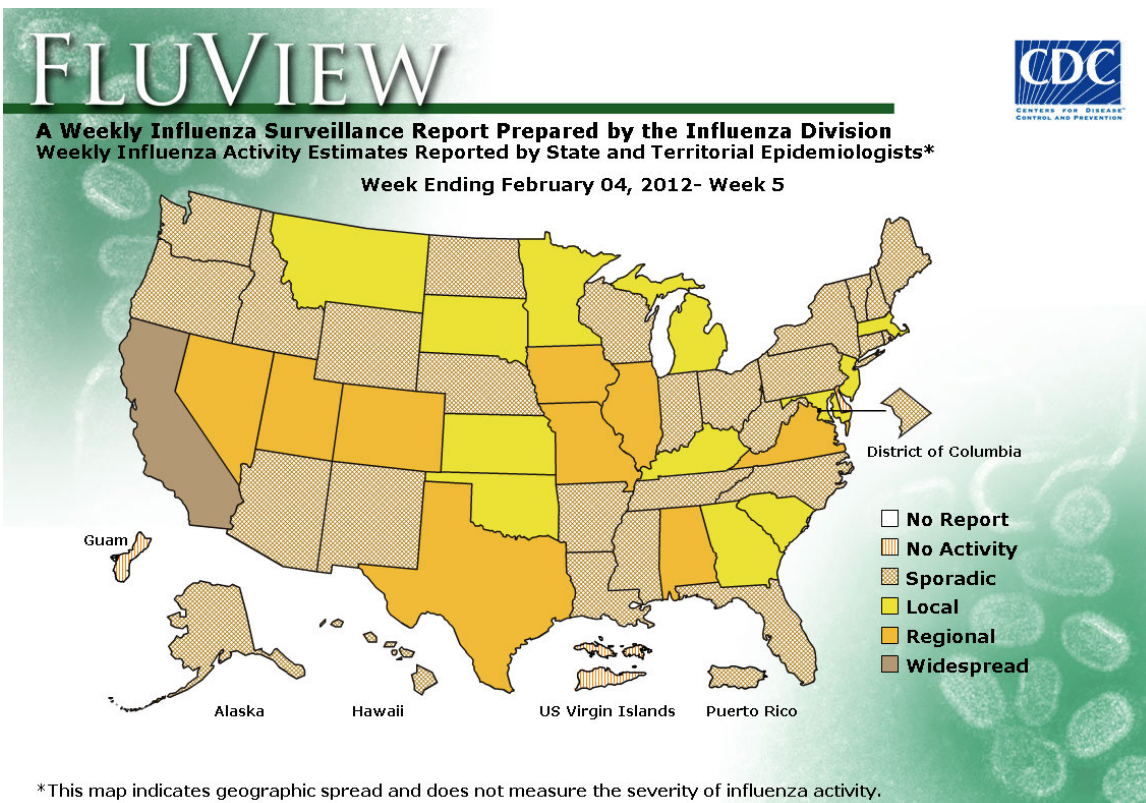 FLUVIEW
CDC
CENTERS FOR DISEASE
CONTROL AND PREVENTION
A Weekly Influenza Surveillance Report Prepared by the Influenza Division
Weekly Influenza Activity Estimates Reported by State and Territorial Epidemiologists*
Week Ending February 04, 2012- Week 5
District of Columbia
No Report
Guam
No Activity
Sporadic
Local
Regional
Widespread
Alaska
Hawaii
US Virgin Islands
Puerto Rico
*This map indicates geographic spread and does not measure the severity of influenza activity.